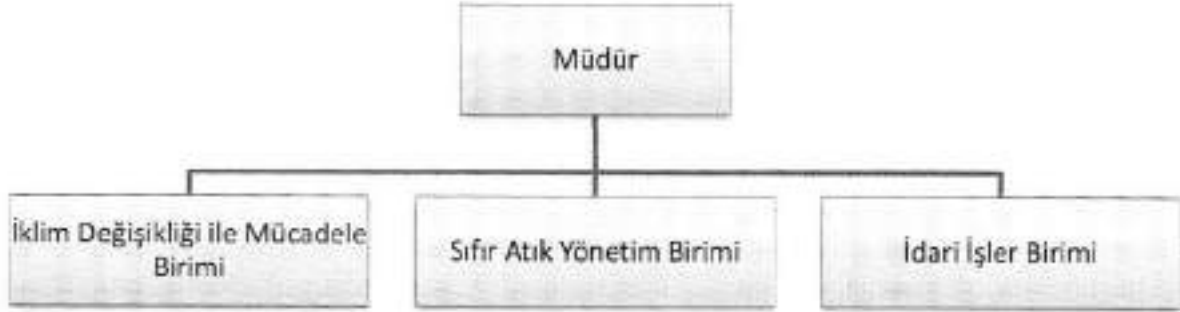 Müdür
İklim Değişikliği ile Mücadele
Birimi
Sıfır Atık Yönetim Birimi
İdari İşler Birimi